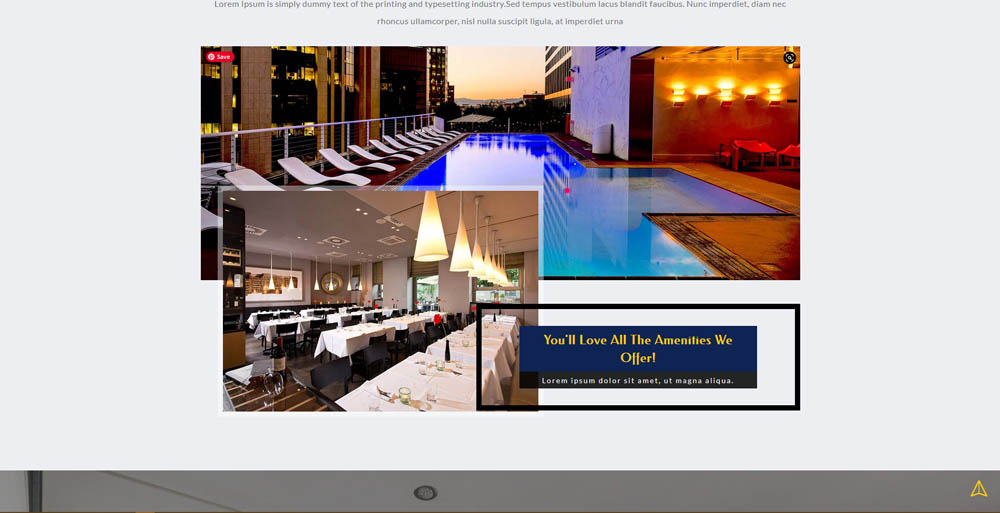 Lorem Ipsum is simply dummy text of the printing and typesetting industry.Sed tempus vestibulum lacus blandit faucibus. Nunc imperdiet, diam nec
rhoncus ullamcorper, nisl nulla suscipit ligula, at imperdiet urna
Save
You'll Love All The Amenities We
Offer!
Lorem ipsum dolor sit amet, ut magna aliqua.